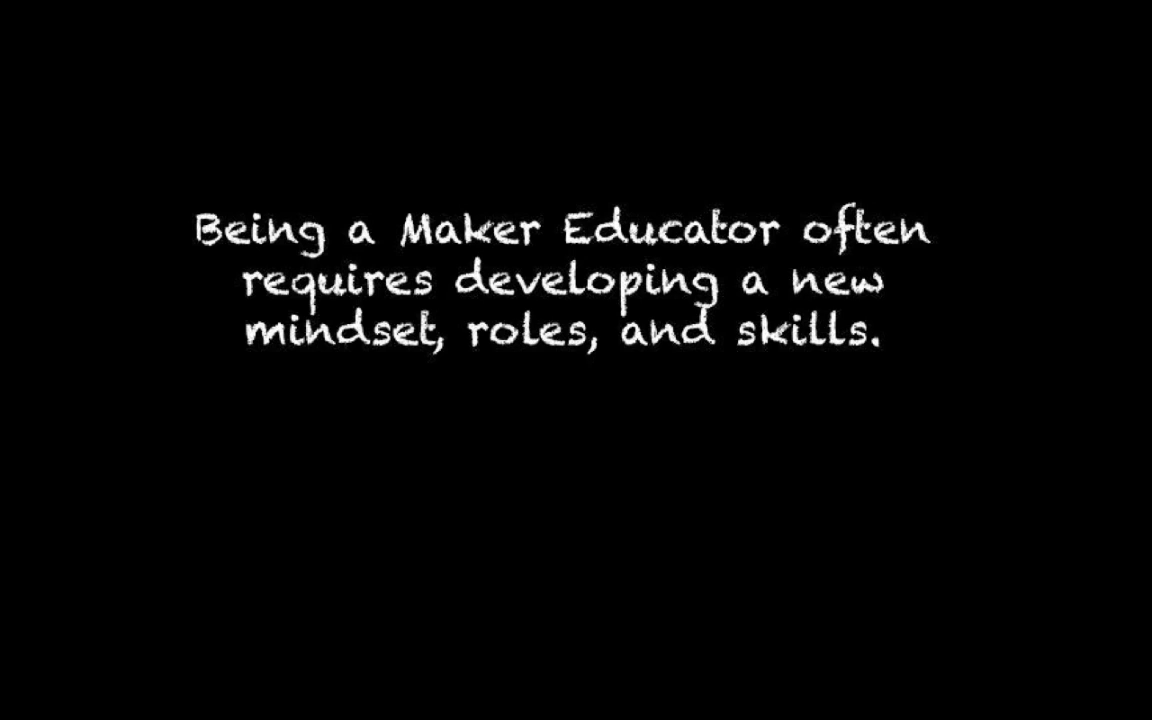 Being a Maker Educator often
requires developing a new
mindset, roles, and skills.